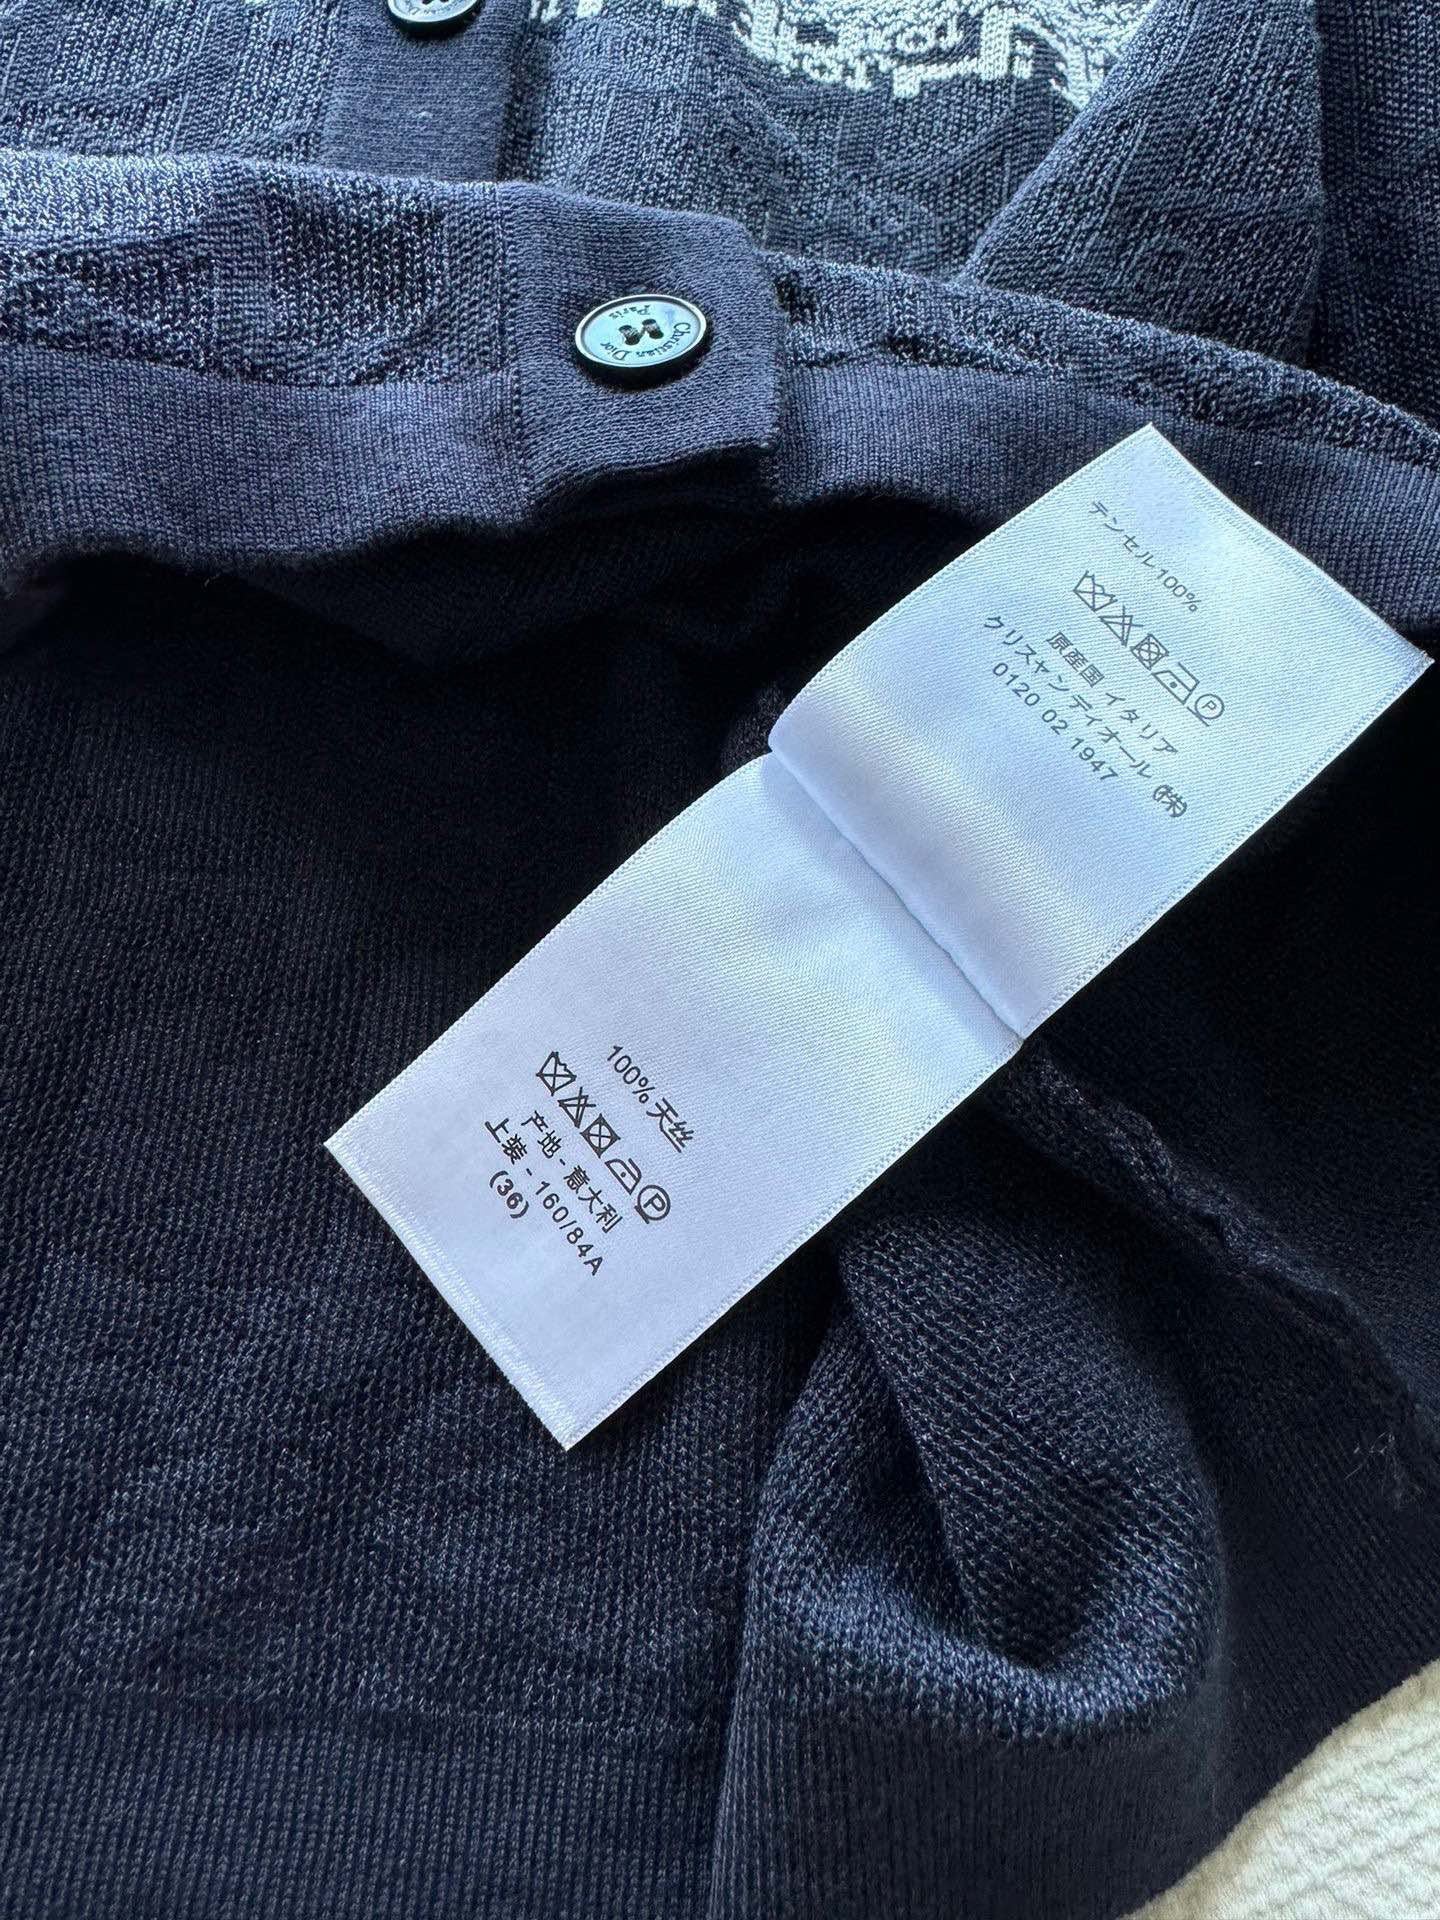 Christian Dior
Paris
テンセル100%
P
原産国 イタリア
クリスチャンディオール (株)
0120 02 1947
100% 天丝
P
产地 - 意大利
上装 - 160/84A
(36)